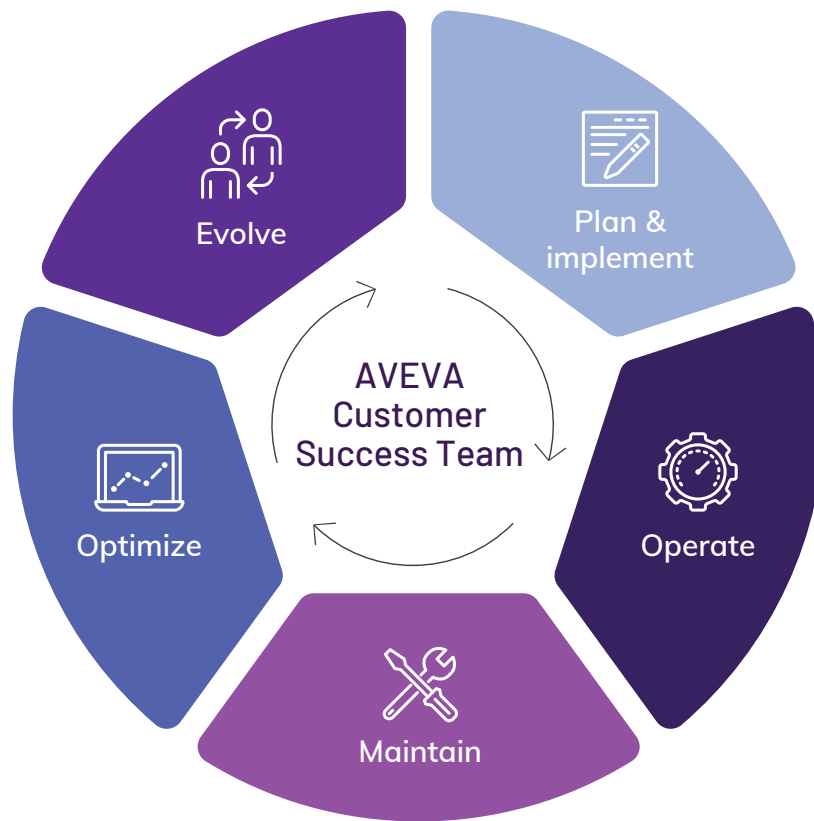 Evolve
Plan &
implement
AVEVA
Customer
Success Team
Optimize
Operate
Maintain